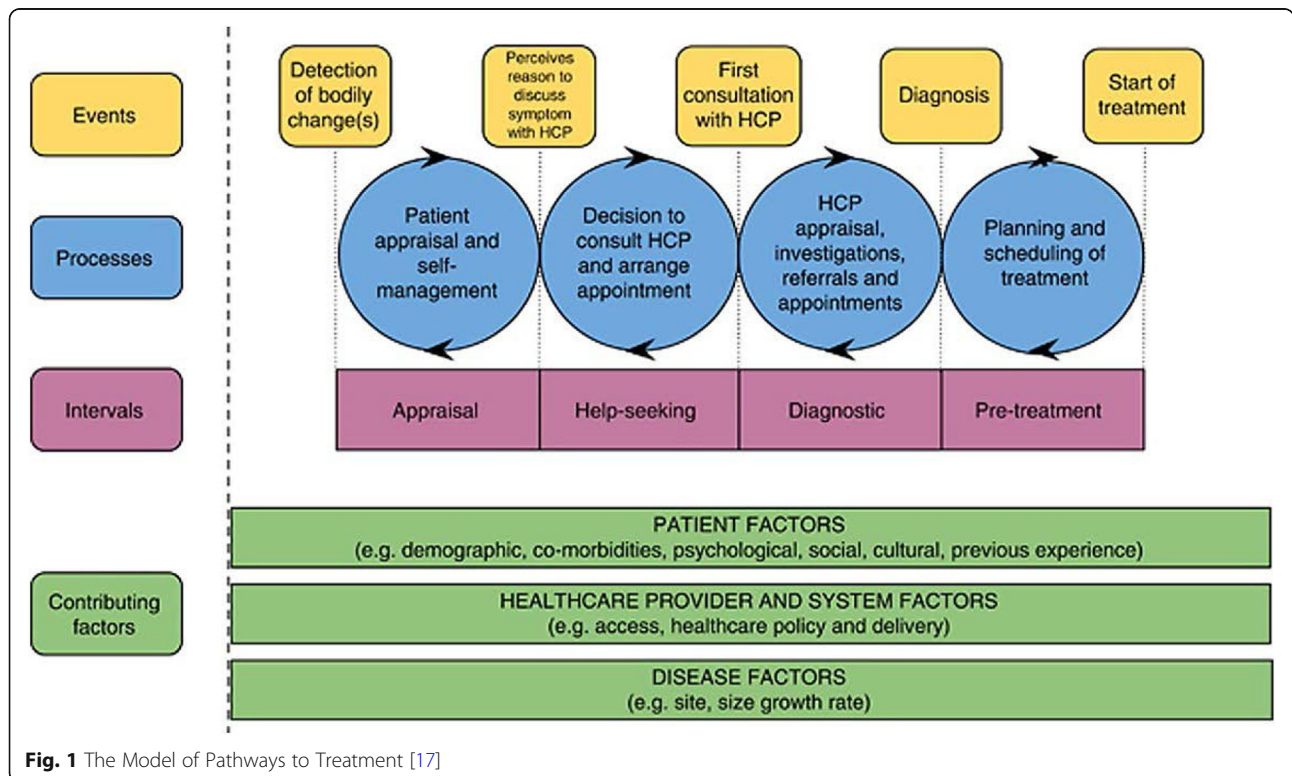 Events
Detection
of bodily
change(s)
Perceives
reason to
discuss
symptom
with HCP
First
consultation
with HCP
Diagnosis
Start of
treatment
Processes
Patient
appraisal and
self-
management
Decision to
consult HCP
and arrange
appointment
HCP
appraisal,
investigations,
referrals and
appointments
Planning and
scheduling of
treatment
Intervals
Appraisal
Help-seeking
Diagnostic
Pre-treatment
Contributing
factors
PATIENT FACTORS
(e.g. demographic, co-morbidities, psychological, social, cultural, previous experience)
HEALTHCARE PROVIDER AND SYSTEM FACTORS
(e.g. access, healthcare policy and delivery)
DISEASE FACTORS
(e.g. site, size growth rate)
Fig. 1 The Model of Pathways to Treatment [17]